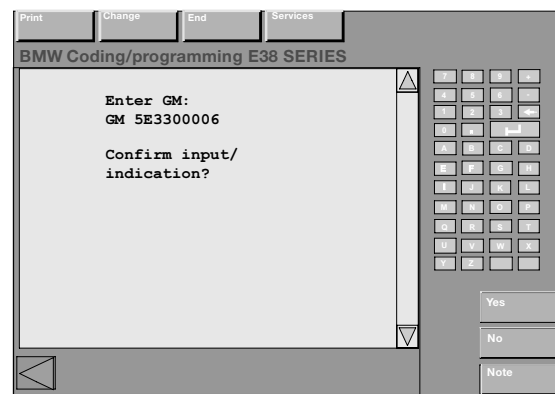 Print Change End Services
BMW Coding/programming E38 SERIES
Enter GM:
GM 5E3300006
Confirm input/
indication?
7 8 9 +
4 5 6 -
1 2 3
0 .
A B C D
E F G H
I J K L
M N O P
Q R S T
U V W X
Y Z
Yes
No
Note